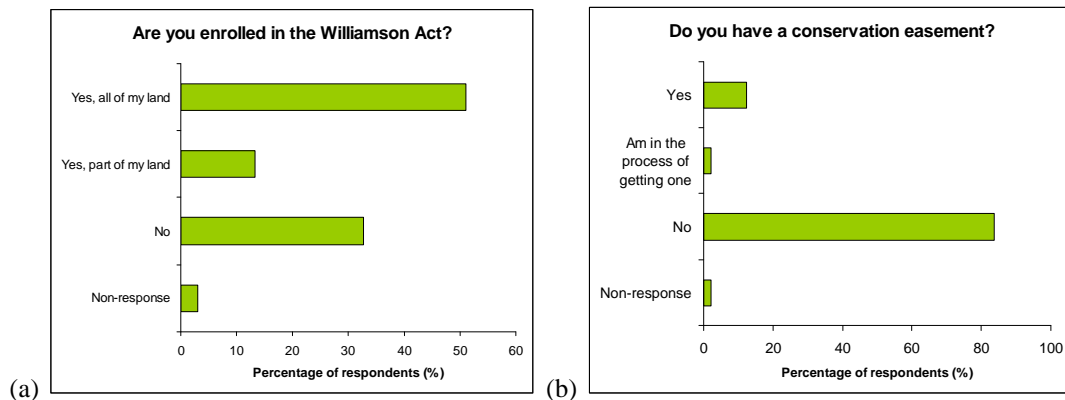 Are you enrolled in the Williamson Act?
Yes, all of my land
Yes, part of my land
No
Non-response
0 10 20 30 40 50 60
Percentage of respondents (%)
(a)
Do you have a conservation easement?
Yes
Am in the
process of
getting one
No
Non-response
0 20 40 60 80 100
Percentage of respondents (%)
(b)